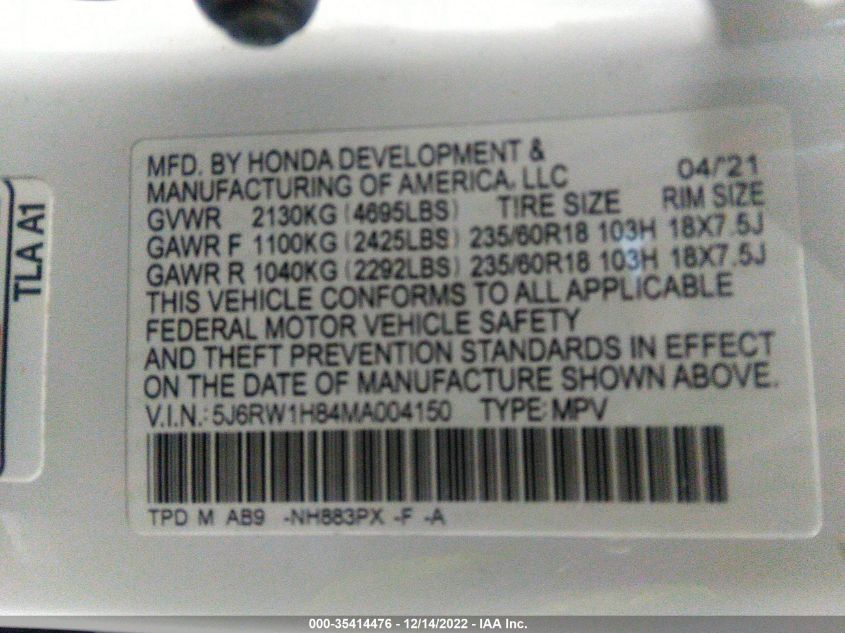 MFD. BY HONDA DEVELOPMENT &
MANUFACTURING OF AMERICA, LLC 04/'21
GVWR 2130KG (4695LBS) TIRE SIZE RIM SIZE
GAWR F 1100KG (2425LBS) 235/60R18 103H 18X7.5J
GAWR R 1040KG (2292LBS) 235/60R18 103H 18X7.5J
THIS VEHICLE CONFORMS TO ALL APPLICABLE
FEDERAL MOTOR VEHICLE SAFETY
AND THEFT PREVENTION STANDARDS IN EFFECT
ON THE DATE OF MANUFACTURE SHOWN ABOVE.
V.I.N.: 5J6RW1H84MA004150 TYPE: MPV
TPD M AB9 -NH883PX -F -A
TLA A1
000-35414476 - 12/14/2022 - IAA Inc.